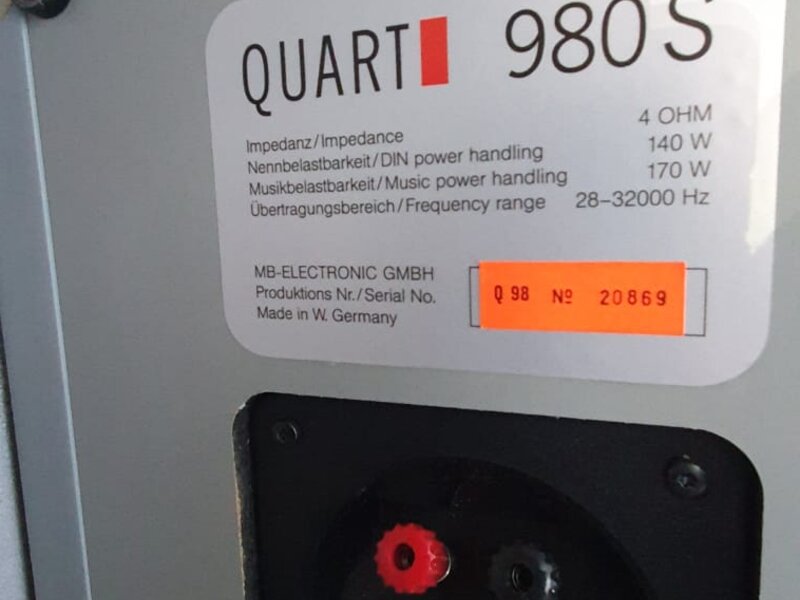 QUART 980 S
Impedanz/Impedance 4 OHM
Nennbelastbarkeit/DIN power handling 140 W
Musikbelastbarkeit/Music power handling 170 W
Übertragungsbereich/Frequency range 28–32000 Hz
MB-ELECTRONIC GMBH
Produktions Nr./Serial No. Q 98 № 20869
Made in W. Germany